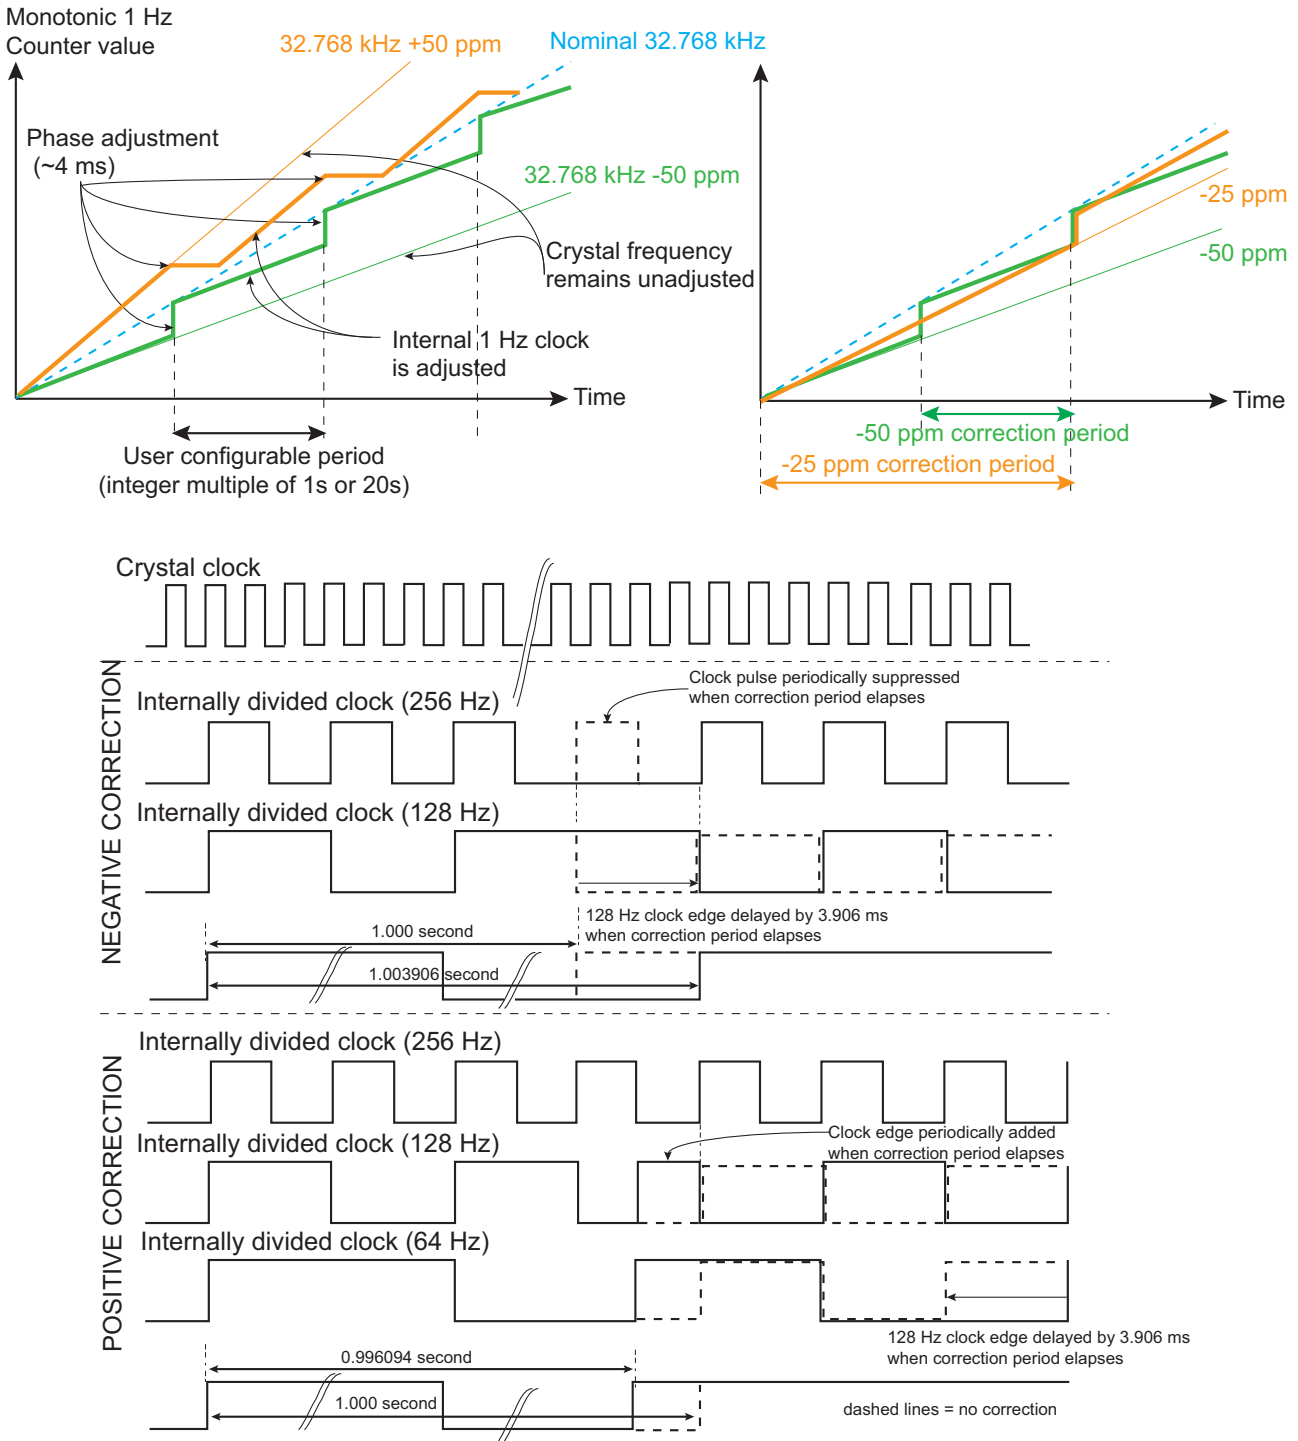 Monotonic 1 Hz
Counter value
32.768 kHz +50 ppm
Nominal 32.768 kHz
Phase adjustment
(~4 ms)
32.768 kHz -50 ppm
Crystal frequency
remains unadjusted
Internal 1 Hz clock
is adjusted
Time
User configurable period
(integer multiple of 1s or 20s)
-25 ppm
-50 ppm
Time
-50 ppm correction period
-25 ppm correction period
Crystal clock
NEGATIVE CORRECTION
Clock pulse periodically suppressed
when correction period elapses
Internally divided clock (256 Hz)
Internally divided clock (128 Hz)
128 Hz clock edge delayed by 3.906 ms
when correction period elapses
1.000 second
1.003906 second
POSITIVE CORRECTION
Internally divided clock (256 Hz)
Internally divided clock (128 Hz)
Clock edge periodically added
when correction period elapses
Internally divided clock (64 Hz)
128 Hz clock edge delayed by 3.906 ms
when correction period elapses
0.996094 second
1.000 second
dashed lines = no correction